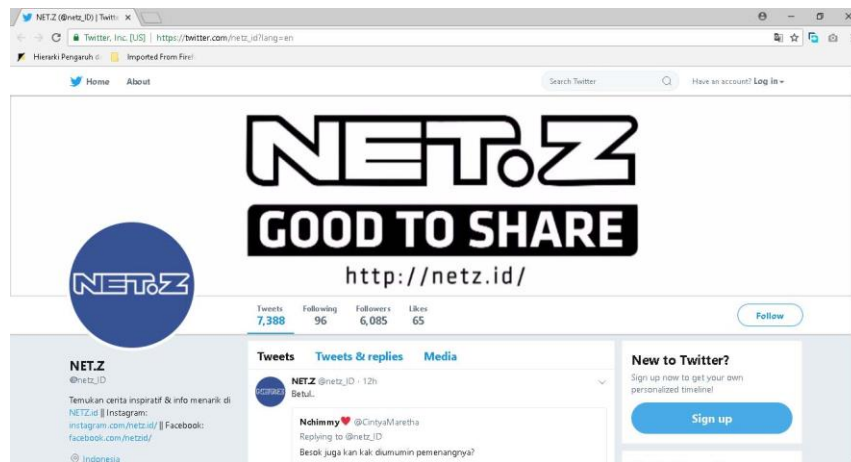 NET.Z (@netz_ID) | Twitte
Twitter, Inc. [US] | https://twitter.com/netz_id?lang=en
Hierarki Pengaruh d
Imported From Firef
Home About
Search Twitter
Have an account? Log in
NET.Z
GOOD TO SHARE
http://netz.id/
NET.Z
Tweets Following Followers Likes
7,388 96 6,085 65
Follow
NET.Z
@netz_ID
Temukan cerita inspiratif & info menarik di
NETZ.id || Instagram:
instagram.com/netz.id/ || Facebook:
facebook.com/netzid/
Indonesia
Tweets Tweets & replies Media
NET.Z @netz_ID · 12h
Betul..
Nchimmy @CintyaMaretha
Replying to @netz_ID
Besok juga kan kak diumumin pemenangnya?
New to Twitter?
Sign up now to get your own
personalized timeline!
Sign up